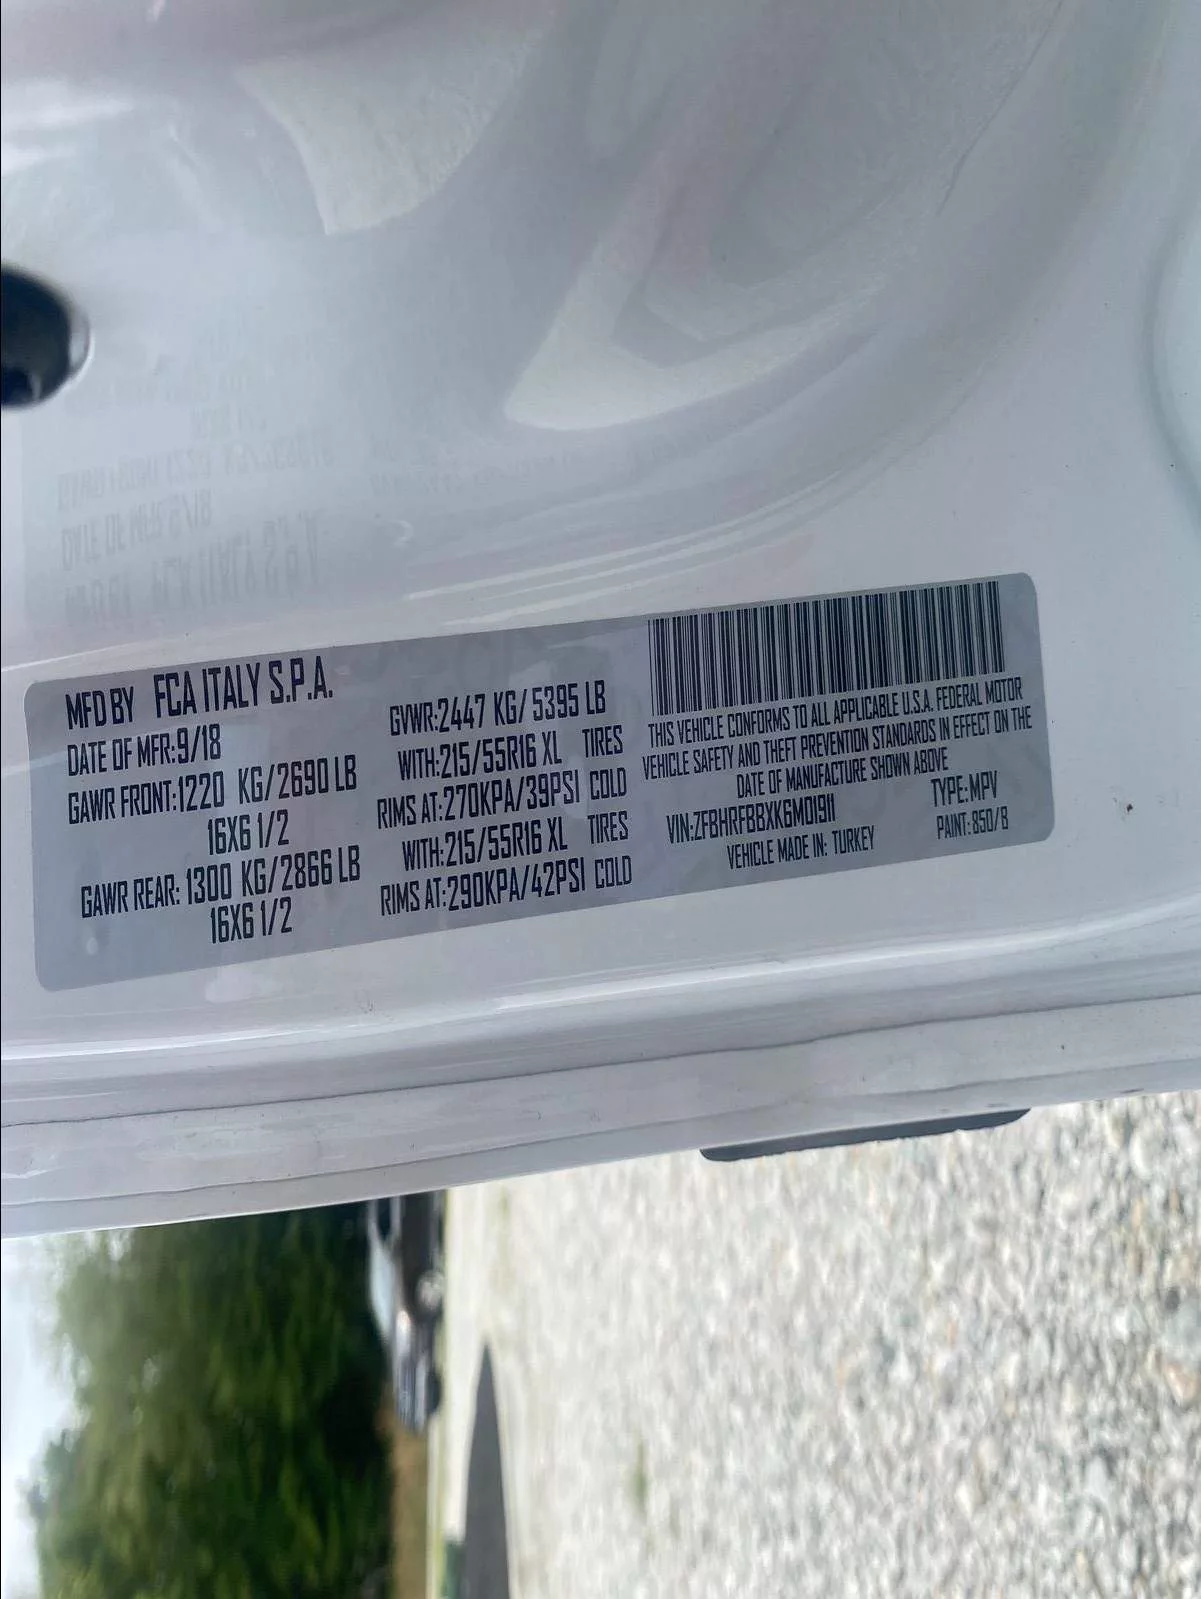 MFD BY FCA ITALY S.P.A.
DATE OF MFR:9/18
GAWR FRONT:1220 KG/2690 LB
16X6 1/2
GAWR REAR: 1300 KG/2866 LB
16X6 1/2
GVWR:2447 KG/ 5395 LB
WITH:215/55R16 XL TIRES
RIMS AT:270KPA/39PSI COLD
WITH:215/55R16 XL TIRES
RIMS AT:290KPA/42PSI COLD
THIS VEHICLE CONFORMS TO ALL APPLICABLE U.S.A. FEDERAL MOTOR
VEHICLE SAFETY AND THEFT PREVENTION STANDARDS IN EFFECT ON THE
DATE OF MANUFACTURE SHOWN ABOVE
VIN:ZFBHRFBBXK6M01911 TYPE:MPV
VEHICLE MADE IN: TURKEY PAINT:850/B